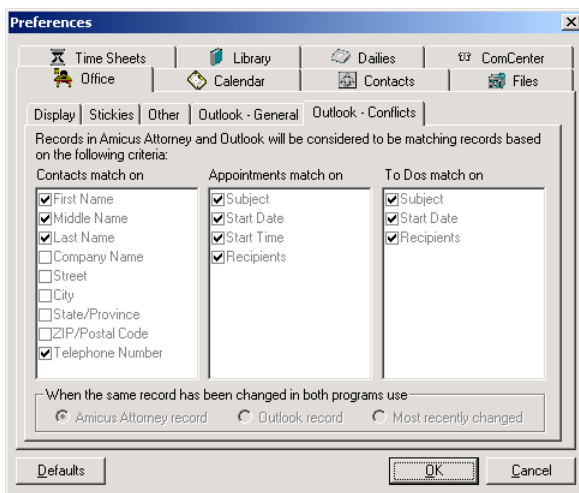 Preferences
Time Sheets
Library
Dailies
ComCenter
Office
Calendar
Contacts
Files
Display
Stickies
Other
Outlook - General
Outlook - Conflicts
Records in Amicus Attorney and Outlook will be considered to be matching records based
on the following criteria:
Contacts match on
First Name
Middle Name
Last Name
Company Name
Street
City
State/Province
ZIP/Postal Code
Telephone Number
Appointments match on
Subject
Start Date
Start Time
Recipients
To Dos match on
Subject
Start Date
Recipients
When the same record has been changed in both programs use
Amicus Attorney record
Outlook record
Most recently changed
Defaults
OK
Cancel